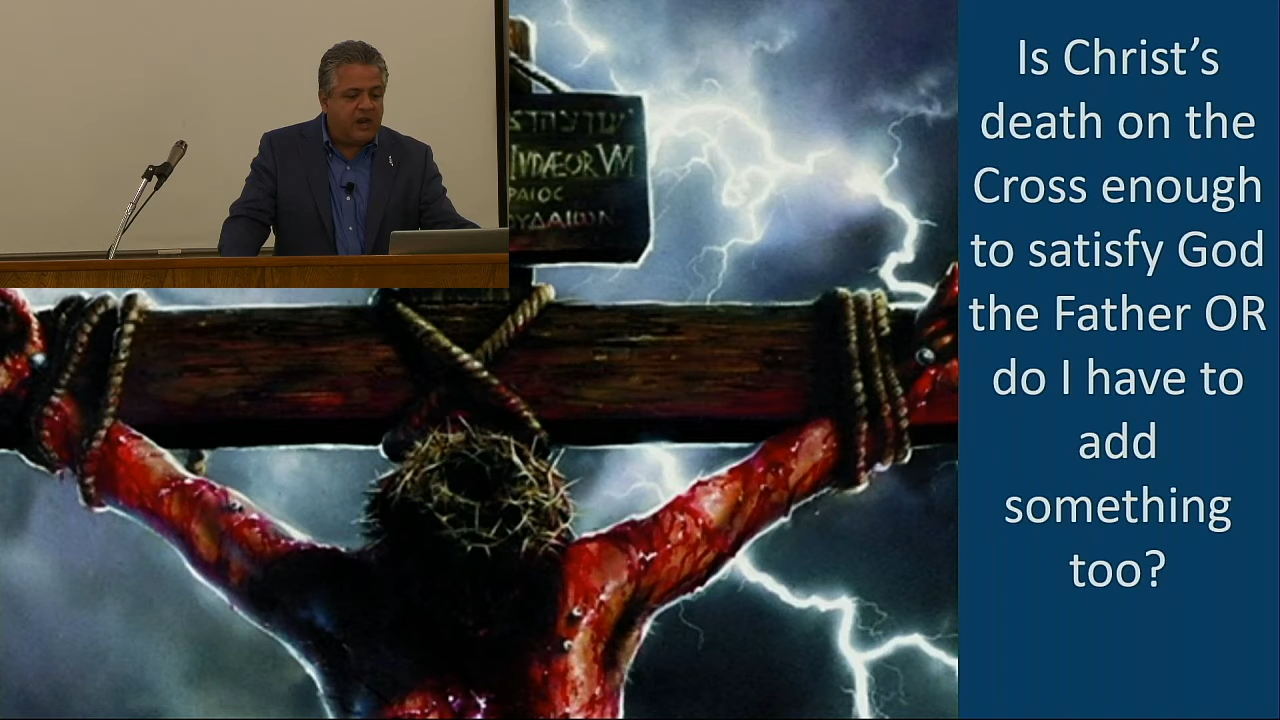 IVDÆORVM
Is Christ’s
death on the
Cross enough
to satisfy God
the Father OR
do I have to
add
something
too?